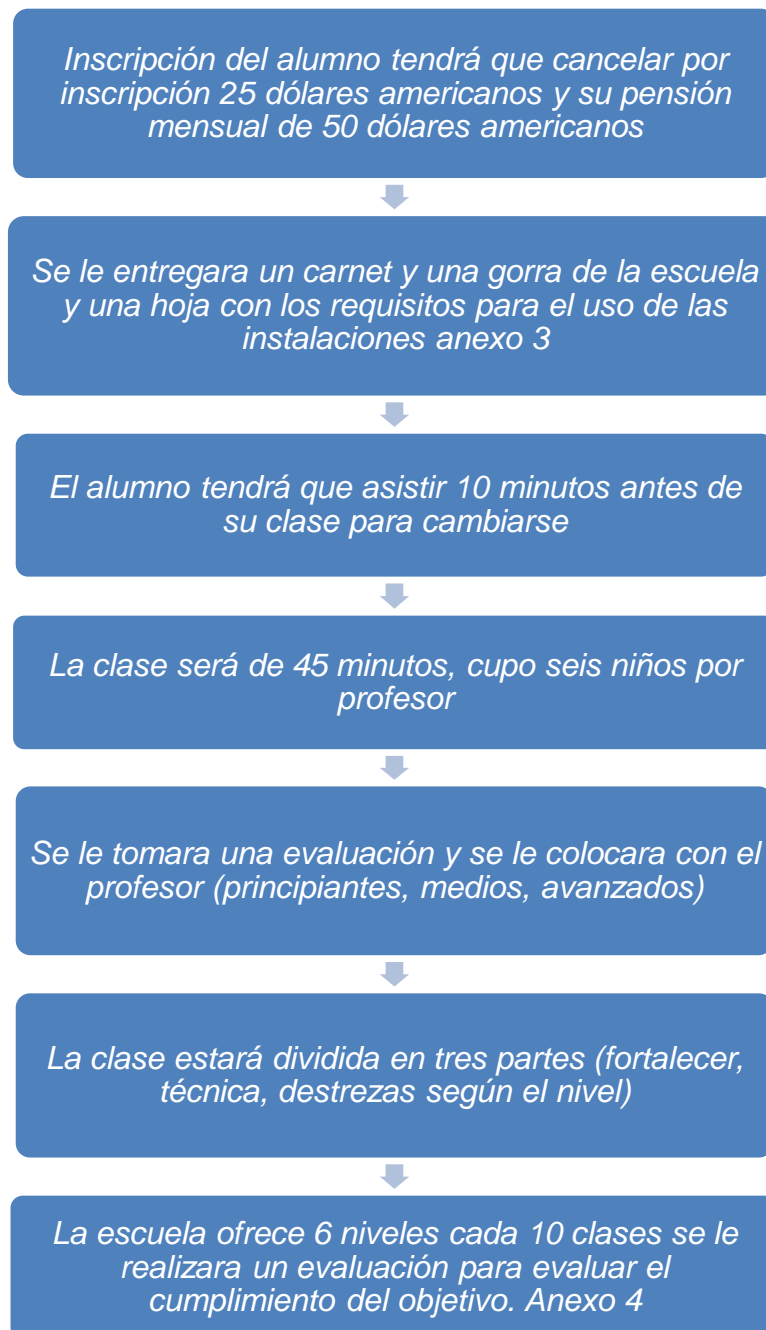 Inscripción del alumno tendrá que cancelar por
inscripción 25 dólares americanos y su pensión
mensual de 50 dólares americanos
Se le entregara un carnet y una gorra de la escuela
y una hoja con los requisitos para el uso de las
instalaciones anexo 3
El alumno tendrá que asistir 10 minutos antes de
su clase para cambiarse
La clase será de 45 minutos, cupo seis niños por
profesor
Se le tomara una evaluación y se le colocara con el
profesor (principiantes, medios, avanzados)
La clase estará dividida en tres partes (fortalecer,
técnica, destrezas según el nivel)
La escuela ofrece 6 niveles cada 10 clases se le
realizara un evaluación para evaluar el
cumplimiento del objetivo. Anexo 4